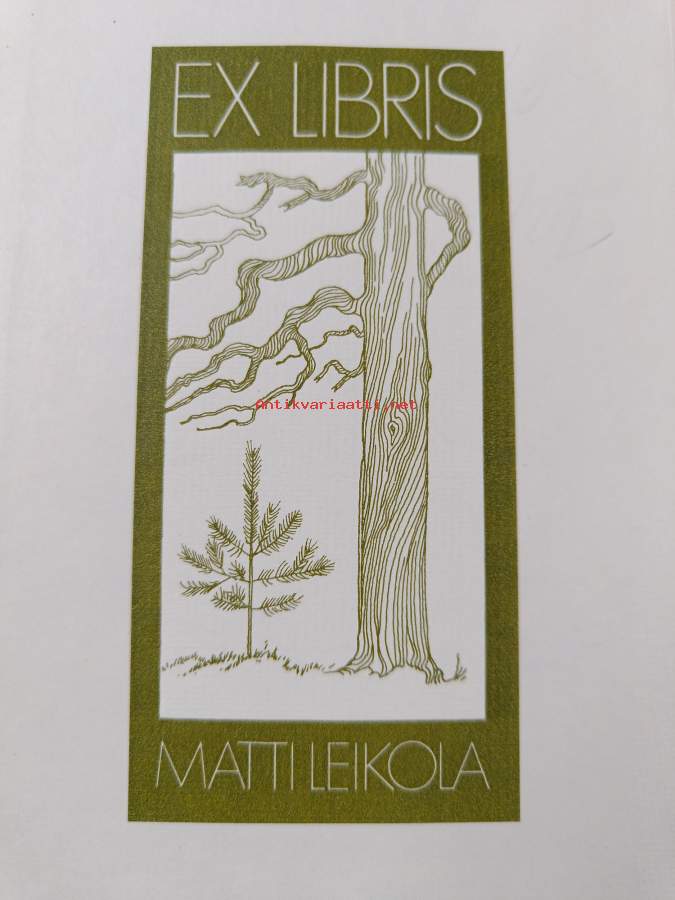 EX LIBRIS
Antikvariaatti.net
MATTI LEIKOLA